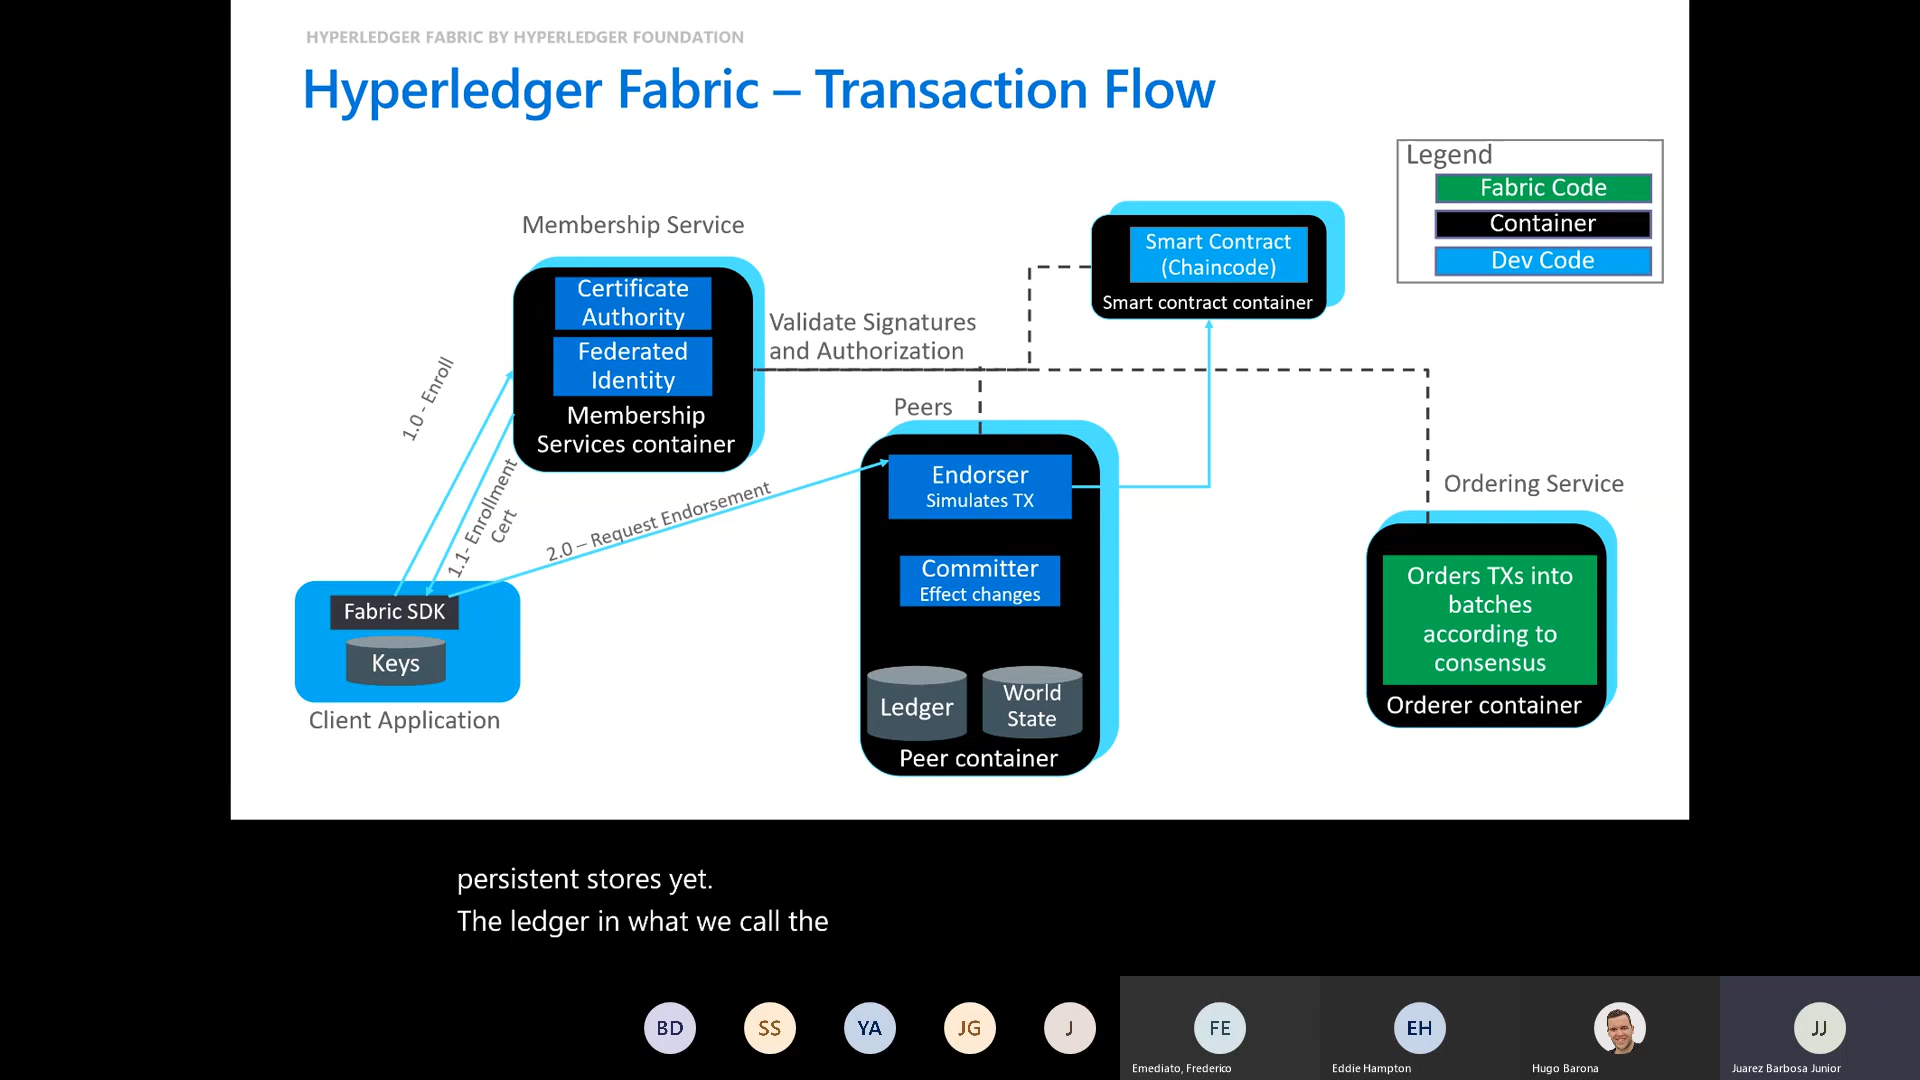 HYPERLEDGER FABRIC BY HYPERLEDGER FOUNDATION
Hyperledger Fabric – Transaction Flow
Legend
Fabric Code
Container
Dev Code
Membership Service
Certificate
Authority
Federated
Identity
Membership
Services container
Validate Signatures
and Authorization
Smart Contract
(Chaincode)
Smart contract container
1.0 - Enroll
1.1- Enrollment
Cert
2.0 – Request Endorsement
Peers
Endorser
Simulates TX
Committer
Effect changes
Ledger
World
State
Peer container
Ordering Service
Orders TXs into
batches
according to
consensus
Orderer container
Fabric SDK
Keys
Client Application
persistent stores yet.
The ledger in what we call the
BD
SS
YA
JG
J
FE
EH
JJ
Emediato, Frederico
Eddie Hampton
Hugo Barona
Juarez Barbosa Junior